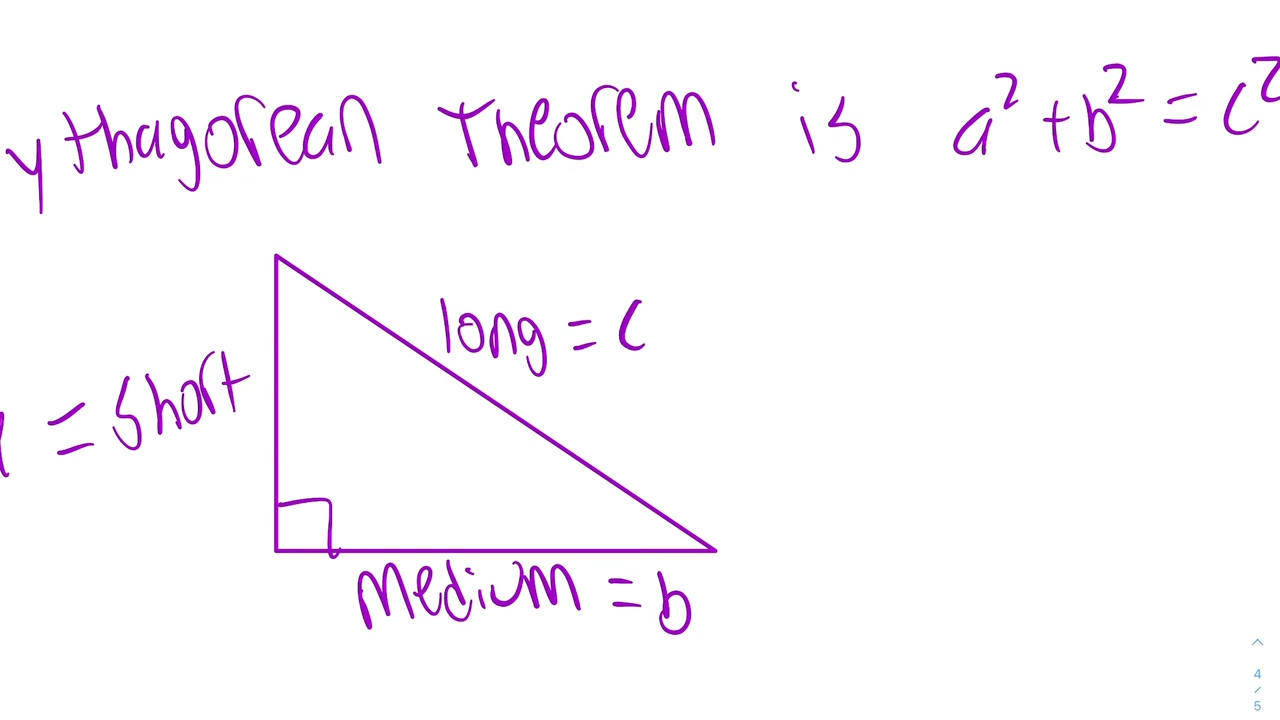 ythagorean Theorem is a² + b² = c²
long = c
= short
medium = b
4
/
5